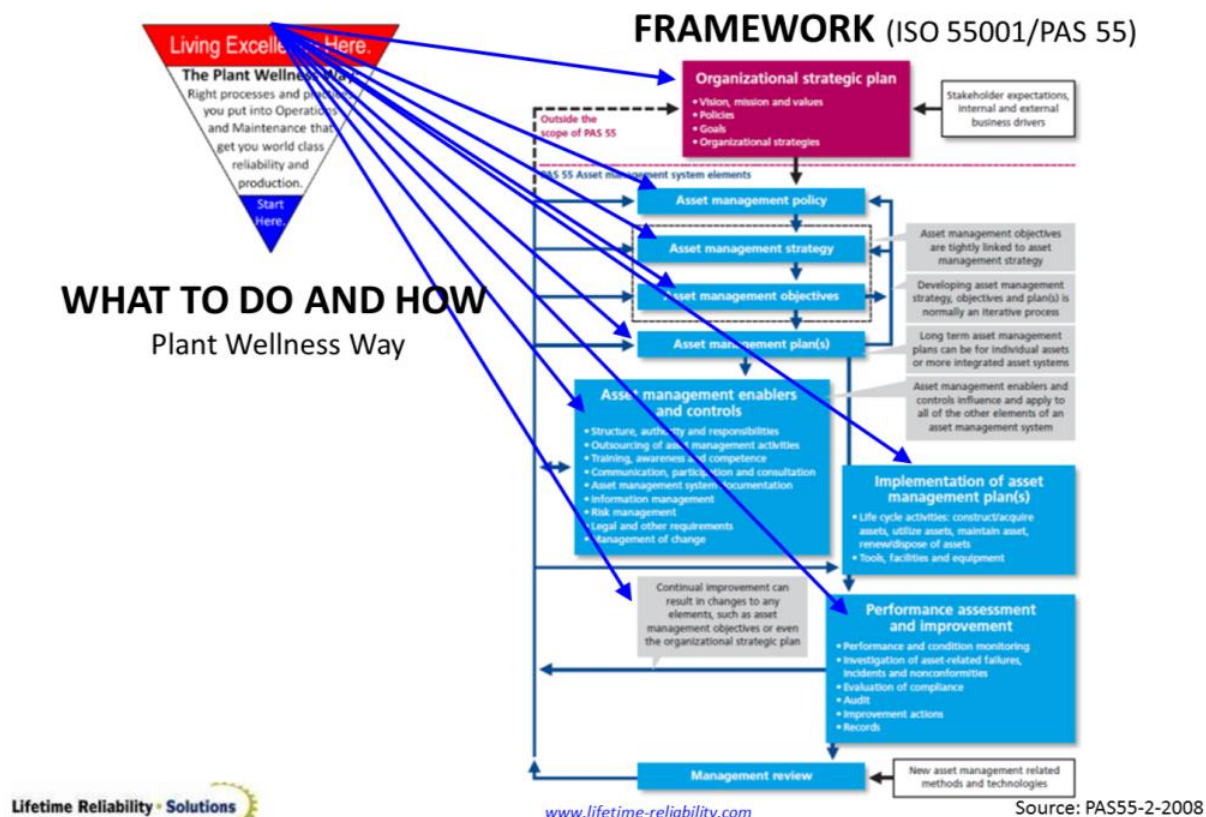 FRAMEWORK (ISO 55001/PAS 55)
Living Excellence Here.
The Plant Wellness Way
Right processes and practices
you put into Operations
and Maintenance that
get you world class
reliability and
production.
Start
Here.
WHAT TO DO AND HOW
Plant Wellness Way
Organizational strategic plan
• Vision, mission and values
• Policies
• Goals
• Organizational strategies
Stakeholder expectations,
internal and external
business drivers
Outside the
scope of PAS 55
PAS 55 Asset management system elements
Asset management policy
Asset management strategy
Asset management objectives
Asset management plan(s)
Asset management objectives
are tightly linked to asset
management strategy
Developing asset management
strategy, objectives and plan(s) is
normally an iterative process
Long term asset management
plans can be for individual assets
or more integrated asset systems
Asset management enablers and
controls influence and apply to
all of the other elements of an
asset management system
Asset management enablers
and controls
• Structure, authority and responsibilities
• Outsourcing of asset management activities
• Training, awareness and competence
• Communication, participation and consultation
• Asset management system documentation
• Information management
• Risk management
• Legal and other requirements
• Management of change
Implementation of asset
management plan(s)
• Life cycle activities: construct/acquire
assets, utilize assets, maintain asset,
renew/dispose of assets
• Tools, facilities and equipment
Continual improvement can
result in changes to any
elements, such as asset
management objectives or even
the organizational strategic plan
Performance assessment
and improvement
• Performance and condition monitoring
• Investigation of asset-related failures,
incidents and nonconformities
• Evaluation of compliance
• Audit
• Improvement actions
• Records
Management review
New asset management related
methods and technologies
Lifetime Reliability • Solutions
www.lifetime-reliability.com
Source: PAS55-2-2008